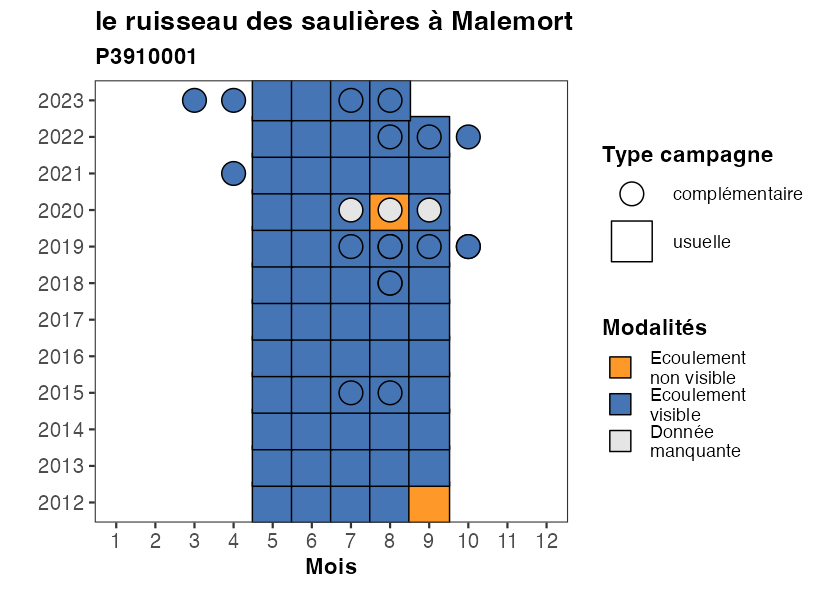 le ruisseau des saulières à Malemort
P3910001
2023
2022
2021
2020
2019
2018
2017
2016
2015
2014
2013
2012
1 2 3 4 5 6 7 8 9 10 11 12
Mois
Type campagne
complémentaire
usuelle
Modalités
Ecoulement
non visible
Ecoulement
visible
Donnée
manquante